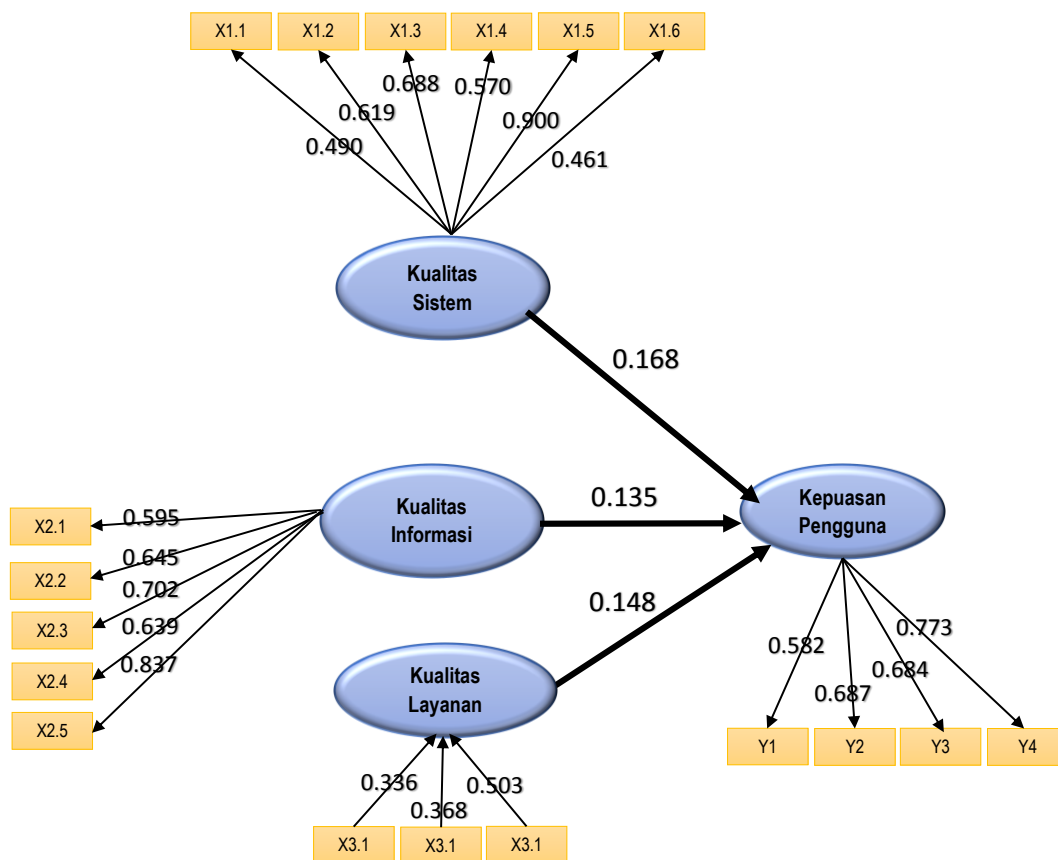 X1.1 X1.2 X1.3 X1.4 X1.5 X1.6
0.490 0.619 0.688 0.570 0.900 0.461
Kualitas
Sistem
0.168
Kualitas
Informasi
0.135
Kepuasan
Pengguna
X2.1 0.595
X2.2 0.645
X2.3 0.702
X2.4 0.639
X2.5 0.837
Kualitas
Layanan
0.148
0.336 0.368 0.503
X3.1 X3.1 X3.1
0.582 0.687 0.684 0.773
Y1 Y2 Y3 Y4